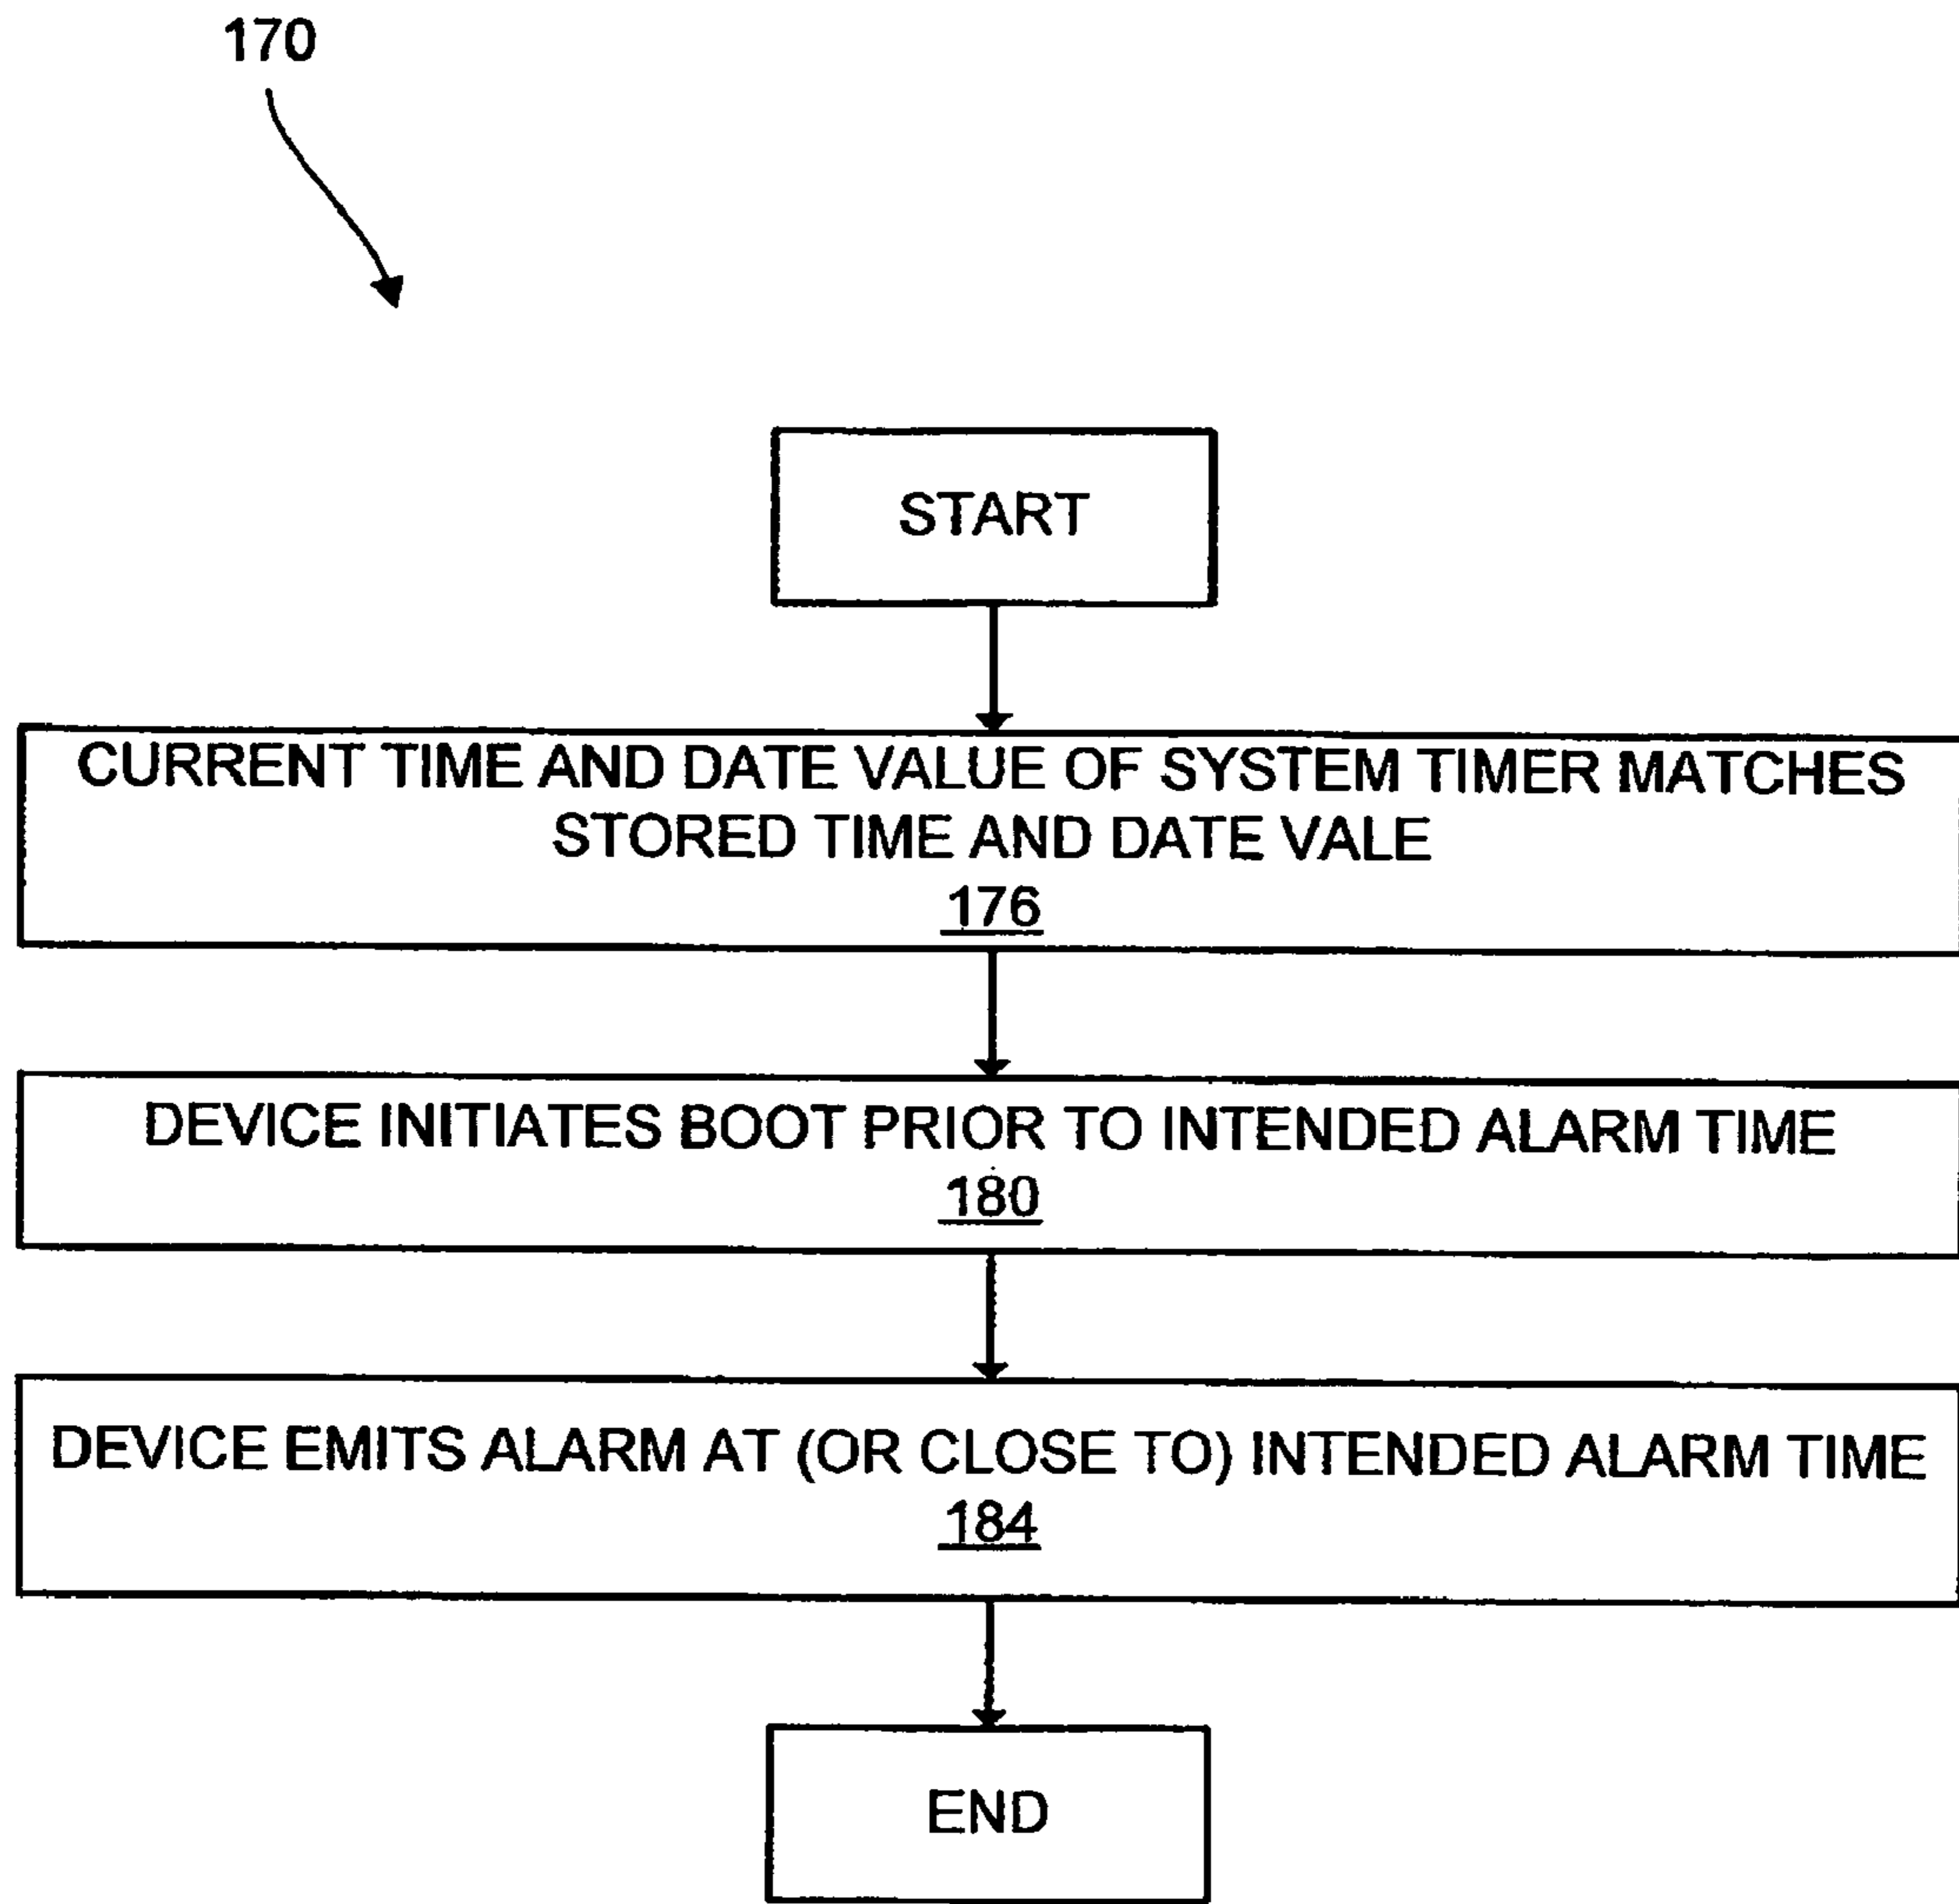 170
START
CURRENT TIME AND DATE VALUE OF SYSTEM TIMER MATCHES
STORED TIME AND DATE VALE
176
DEVICE INITIATES BOOT PRIOR TO INTENDED ALARM TIME
180
DEVICE EMITS ALARM AT (OR CLOSE TO) INTENDED ALARM TIME
184
END